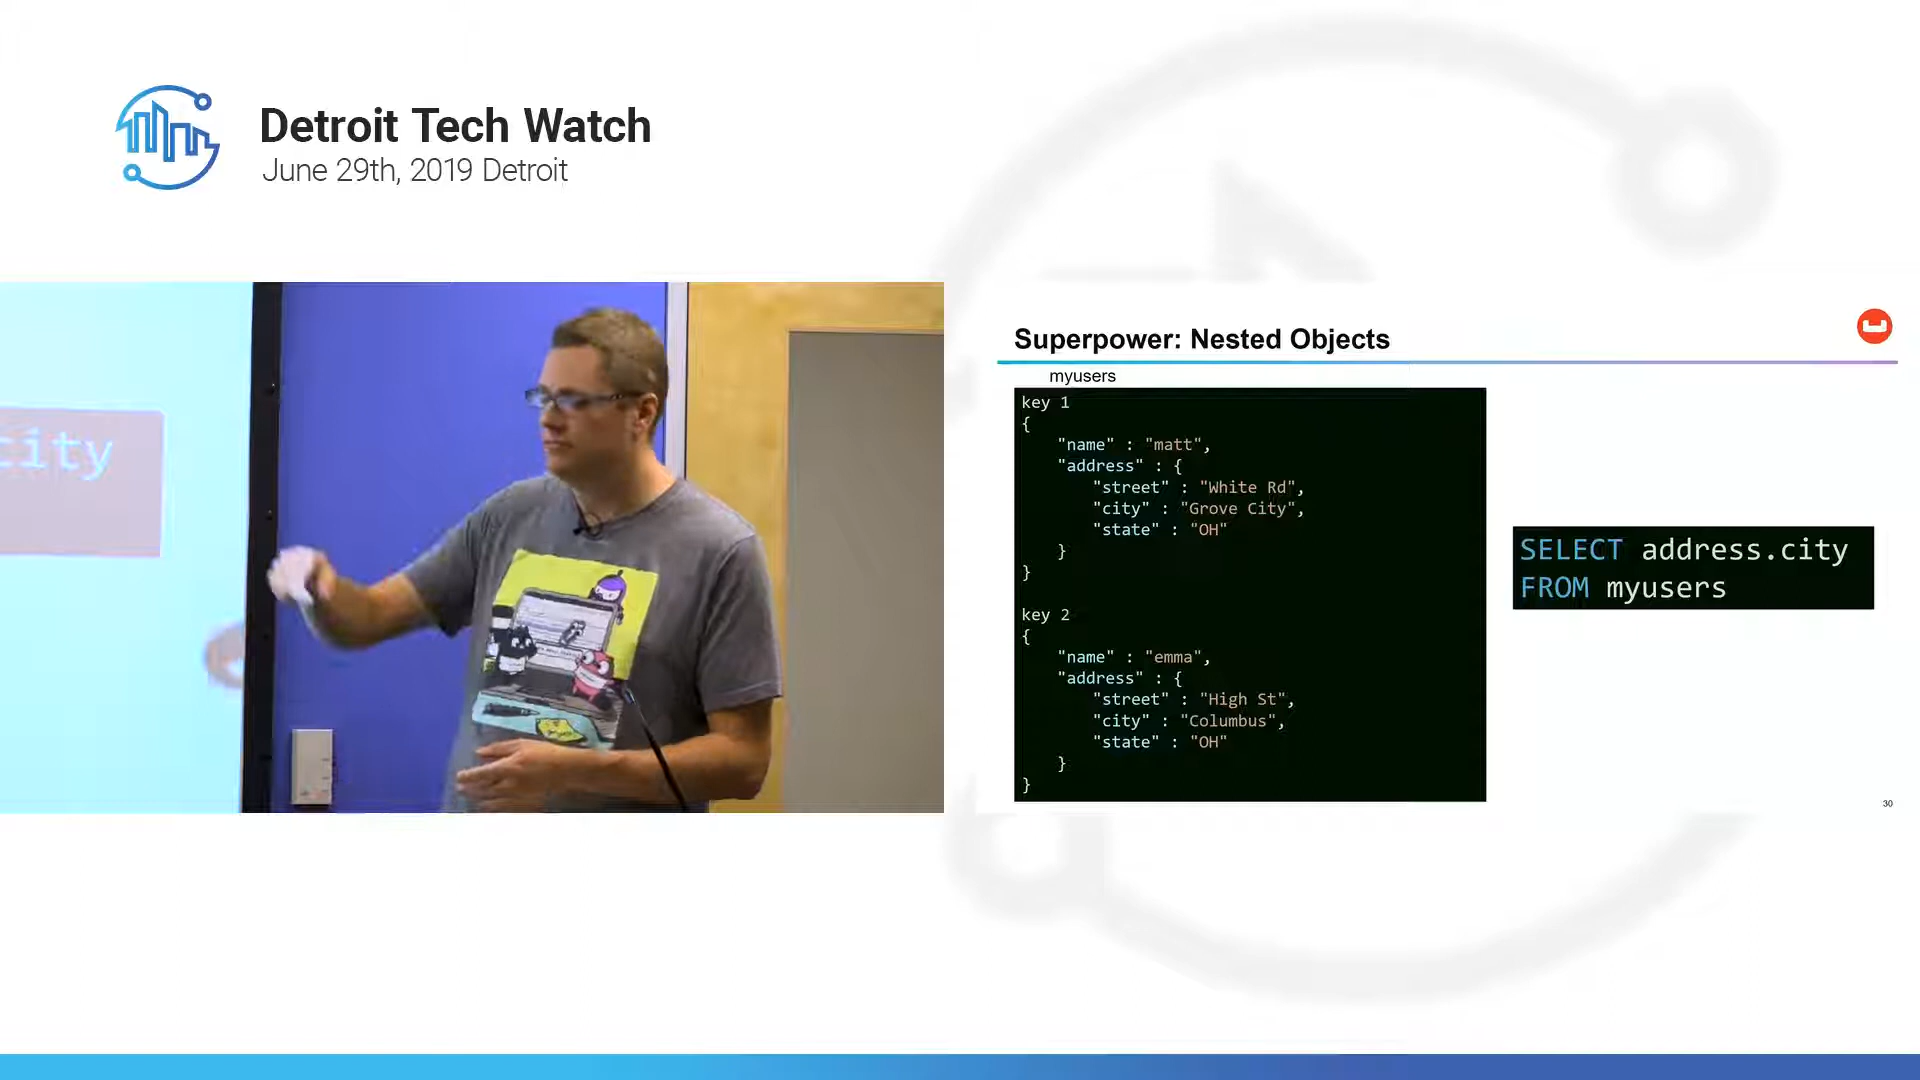 Detroit Tech Watch
June 29th, 2019 Detroit
city
Superpower: Nested Objects
myusers
key 1
{
"name" : "matt",
"address" : {
"street" : "White Rd",
"city" : "Grove City",
"state" : "OH"
}
}
key 2
{
"name" : "emma",
"address" : {
"street" : "High St",
"city" : "Columbus",
"state" : "OH"
}
}
SELECT address.city
FROM myusers
30